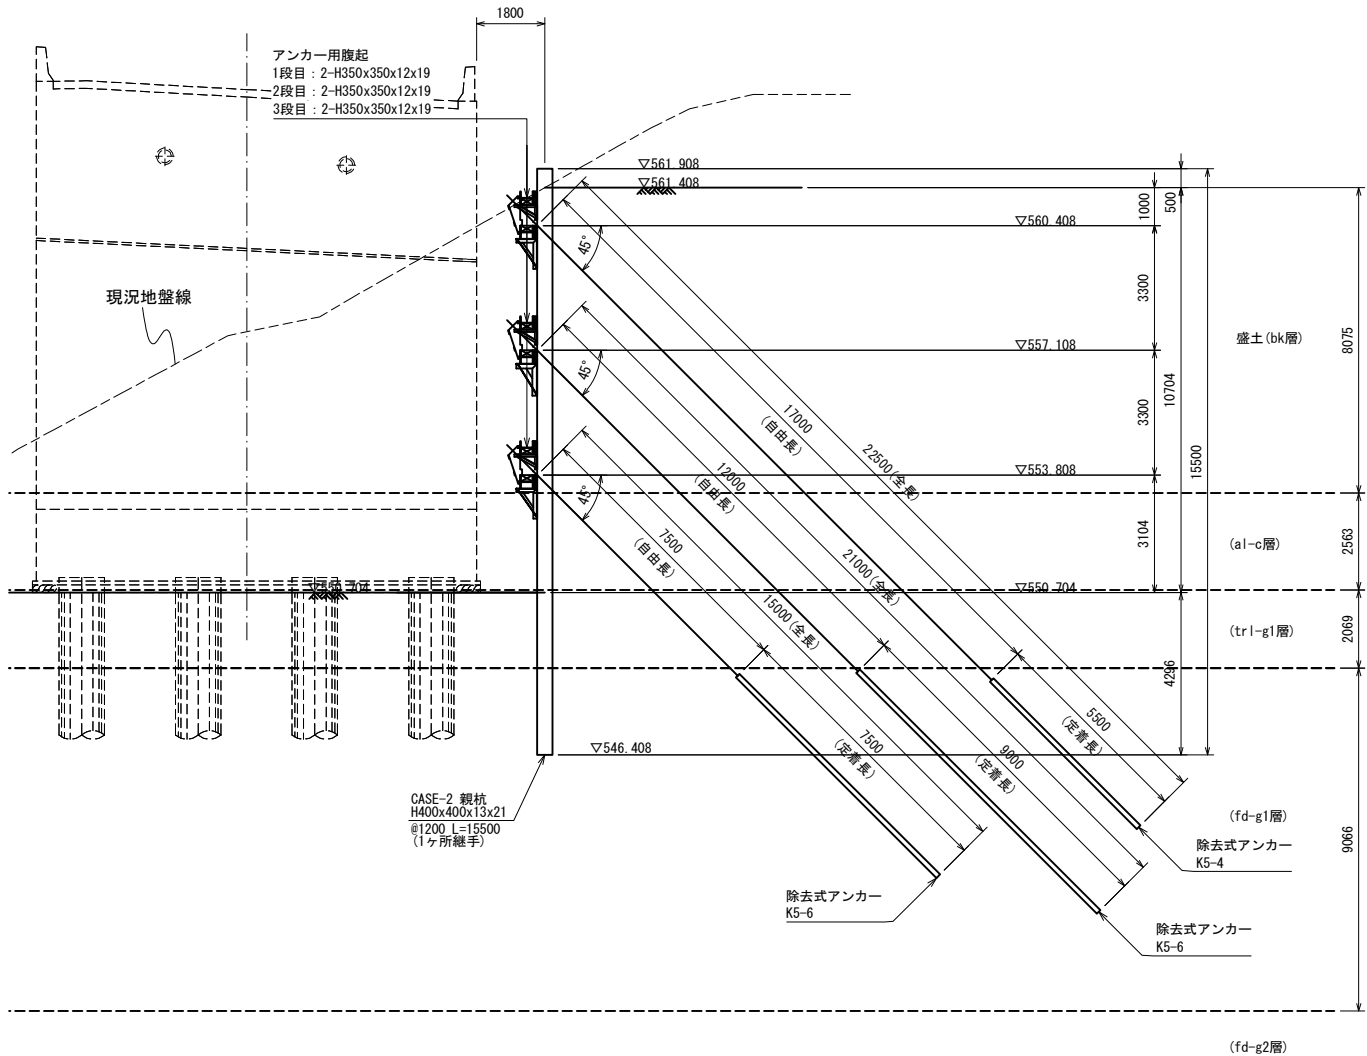 1800
アンカー用腹起
1段目：2-H350x350x12x19
2段目：2-H350x350x12x19
3段目：2-H350x350x12x19
▽561.908
▽561.408
1000
500
▽560.408
45°
3300
現況地盤線
盛土(bk層)
8075
▽557.108
45°
10704
3300
17000
(自由長)
22500(全長)
15500
12000
(自由長)
▽553.808
45°
7500
(自由長)
3104
(al-c層)
2563
21000(全長)
▽550.704
▽550.704
15000(全長)
(trl-g1層)
2069
4296
5500
(定着長)
7500
(定着長)
9000
(定着長)
▽546.408
CASE-2 親杭
H400x400x13x21
@1200 L=15500
(1ヶ所継手)
(fd-g1層)
9066
除去式アンカー
K5-4
除去式アンカー
K5-6
除去式アンカー
K5-6
(fd-g2層)